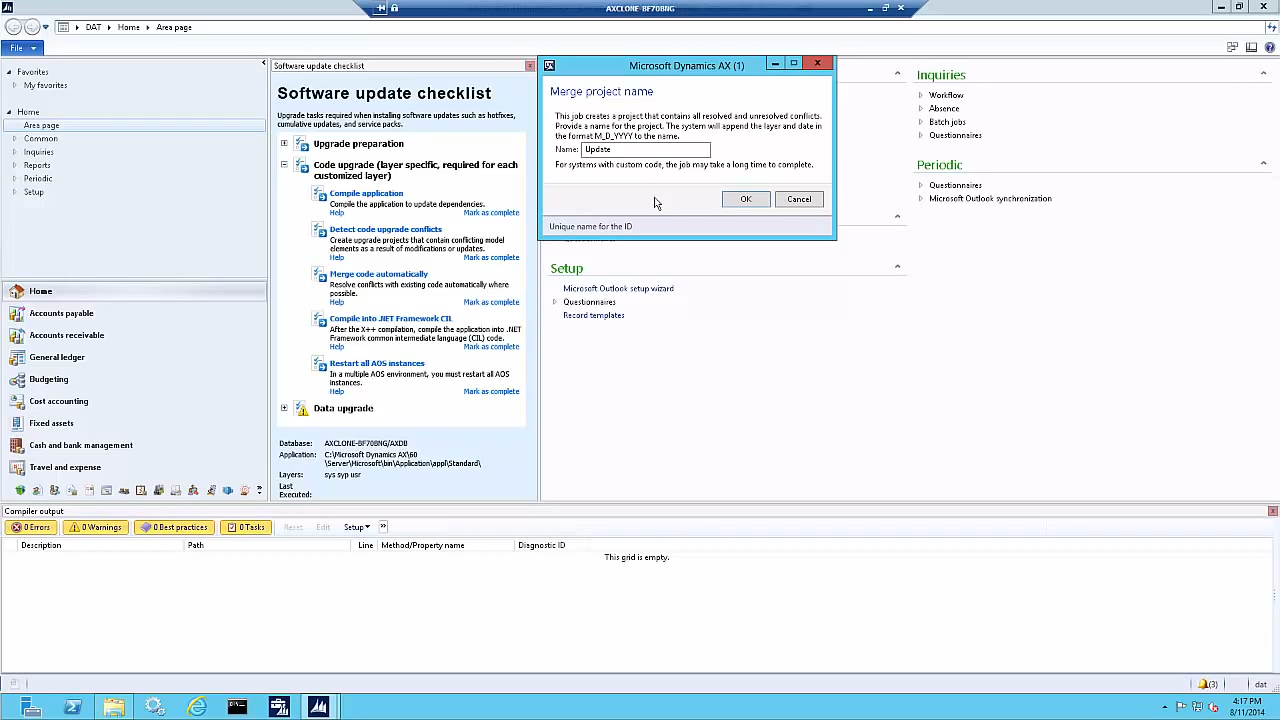 AXCLONE-BF70BNG
DAT
Home
Area page
File
Favorites
My favorites
Home
Area page
Common
Inquiries
Reports
Periodic
Setup
Home
Accounts payable
Accounts receivable
General ledger
Budgeting
Cost accounting
Fixed assets
Cash and bank management
Travel and expense
Software update checklist
Software update checklist
Upgrade tasks required when installing software updates such as hotfixes,
cumulative updates, and service packs.
Upgrade preparation
Code upgrade (layer specific, required for each
customized layer)
Compile application
Compile the application to update dependencies.
Help
Mark as complete
Detect code upgrade conflicts
Create upgrade projects that contain conflicting model
elements as a result of modifications or updates.
Help
Mark as complete
Merge code automatically
Resolve conflicts with existing code automatically where
possible.
Help
Mark as complete
Compile into .NET Framework CIL
After the X++ compilation, compile the application into .NET
Framework common intermediate language (CIL) code.
Help
Mark as complete
Restart all AOS instances
In a multiple AOS environment, you must restart all AOS
instances.
Help
Mark as complete
Data upgrade
Database: AXCLONE-BF70BNG/AXDB
Application: C:\Microsoft Dynamics AX\60
\Server\Microsoft\bin\Application\appl\Standard\
Layers: sys syp usr
Last
Executed:
Microsoft Dynamics AX (1)
Merge project name
This job creates a project that contains all resolved and unresolved conflicts.
Provide a name for the project. The system will append the layer and date in
the format M_D_YYYY to the name.
Name: Update
For systems with custom code, the job may take a long time to complete.
OK
Cancel
Unique name for the ID
Setup
Microsoft Outlook setup wizard
Questionnaires
Record templates
Inquiries
Workflow
Absence
Batch jobs
Questionnaires
Periodic
Questionnaires
Microsoft Outlook synchronization
Compiler output
0 Errors
0 Warnings
0 Best practices
0 Tasks
Reset
Edit
Setup
Description
Path
Line
Method/Property name
Diagnostic ID
This grid is empty.
(3)
dat
4:17 PM
8/11/2014